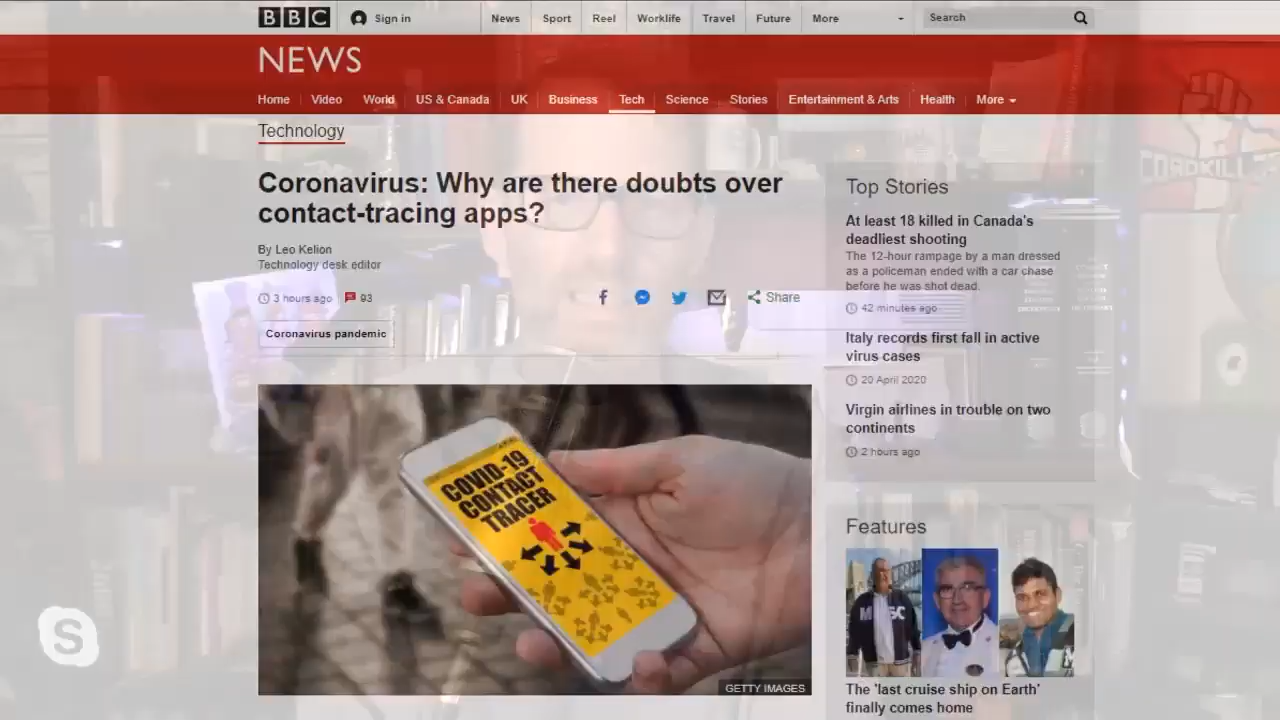 BBC
Sign in
News
Sport
Reel
Worklife
Travel
Future
More
Search
NEWS
Home
Video
World
US & Canada
UK
Business
Tech
Science
Stories
Entertainment & Arts
Health
More
Technology
Coronavirus: Why are there doubts over
contact-tracing apps?
By Leo Kelion
Technology desk editor
3 hours ago
93
Share
Coronavirus pandemic
COVID-19
CONTACT
TRACER
GETTY IMAGES
Top Stories
At least 18 killed in Canada's
deadliest shooting
The 12-hour rampage by a man dressed
as a policeman ended with a car chase
before he was shot dead.
42 minutes ago
Italy records first fall in active
virus cases
20 April 2020
Virgin airlines in trouble on two
continents
2 hours ago
Features
The 'last cruise ship on Earth'
finally comes home
S